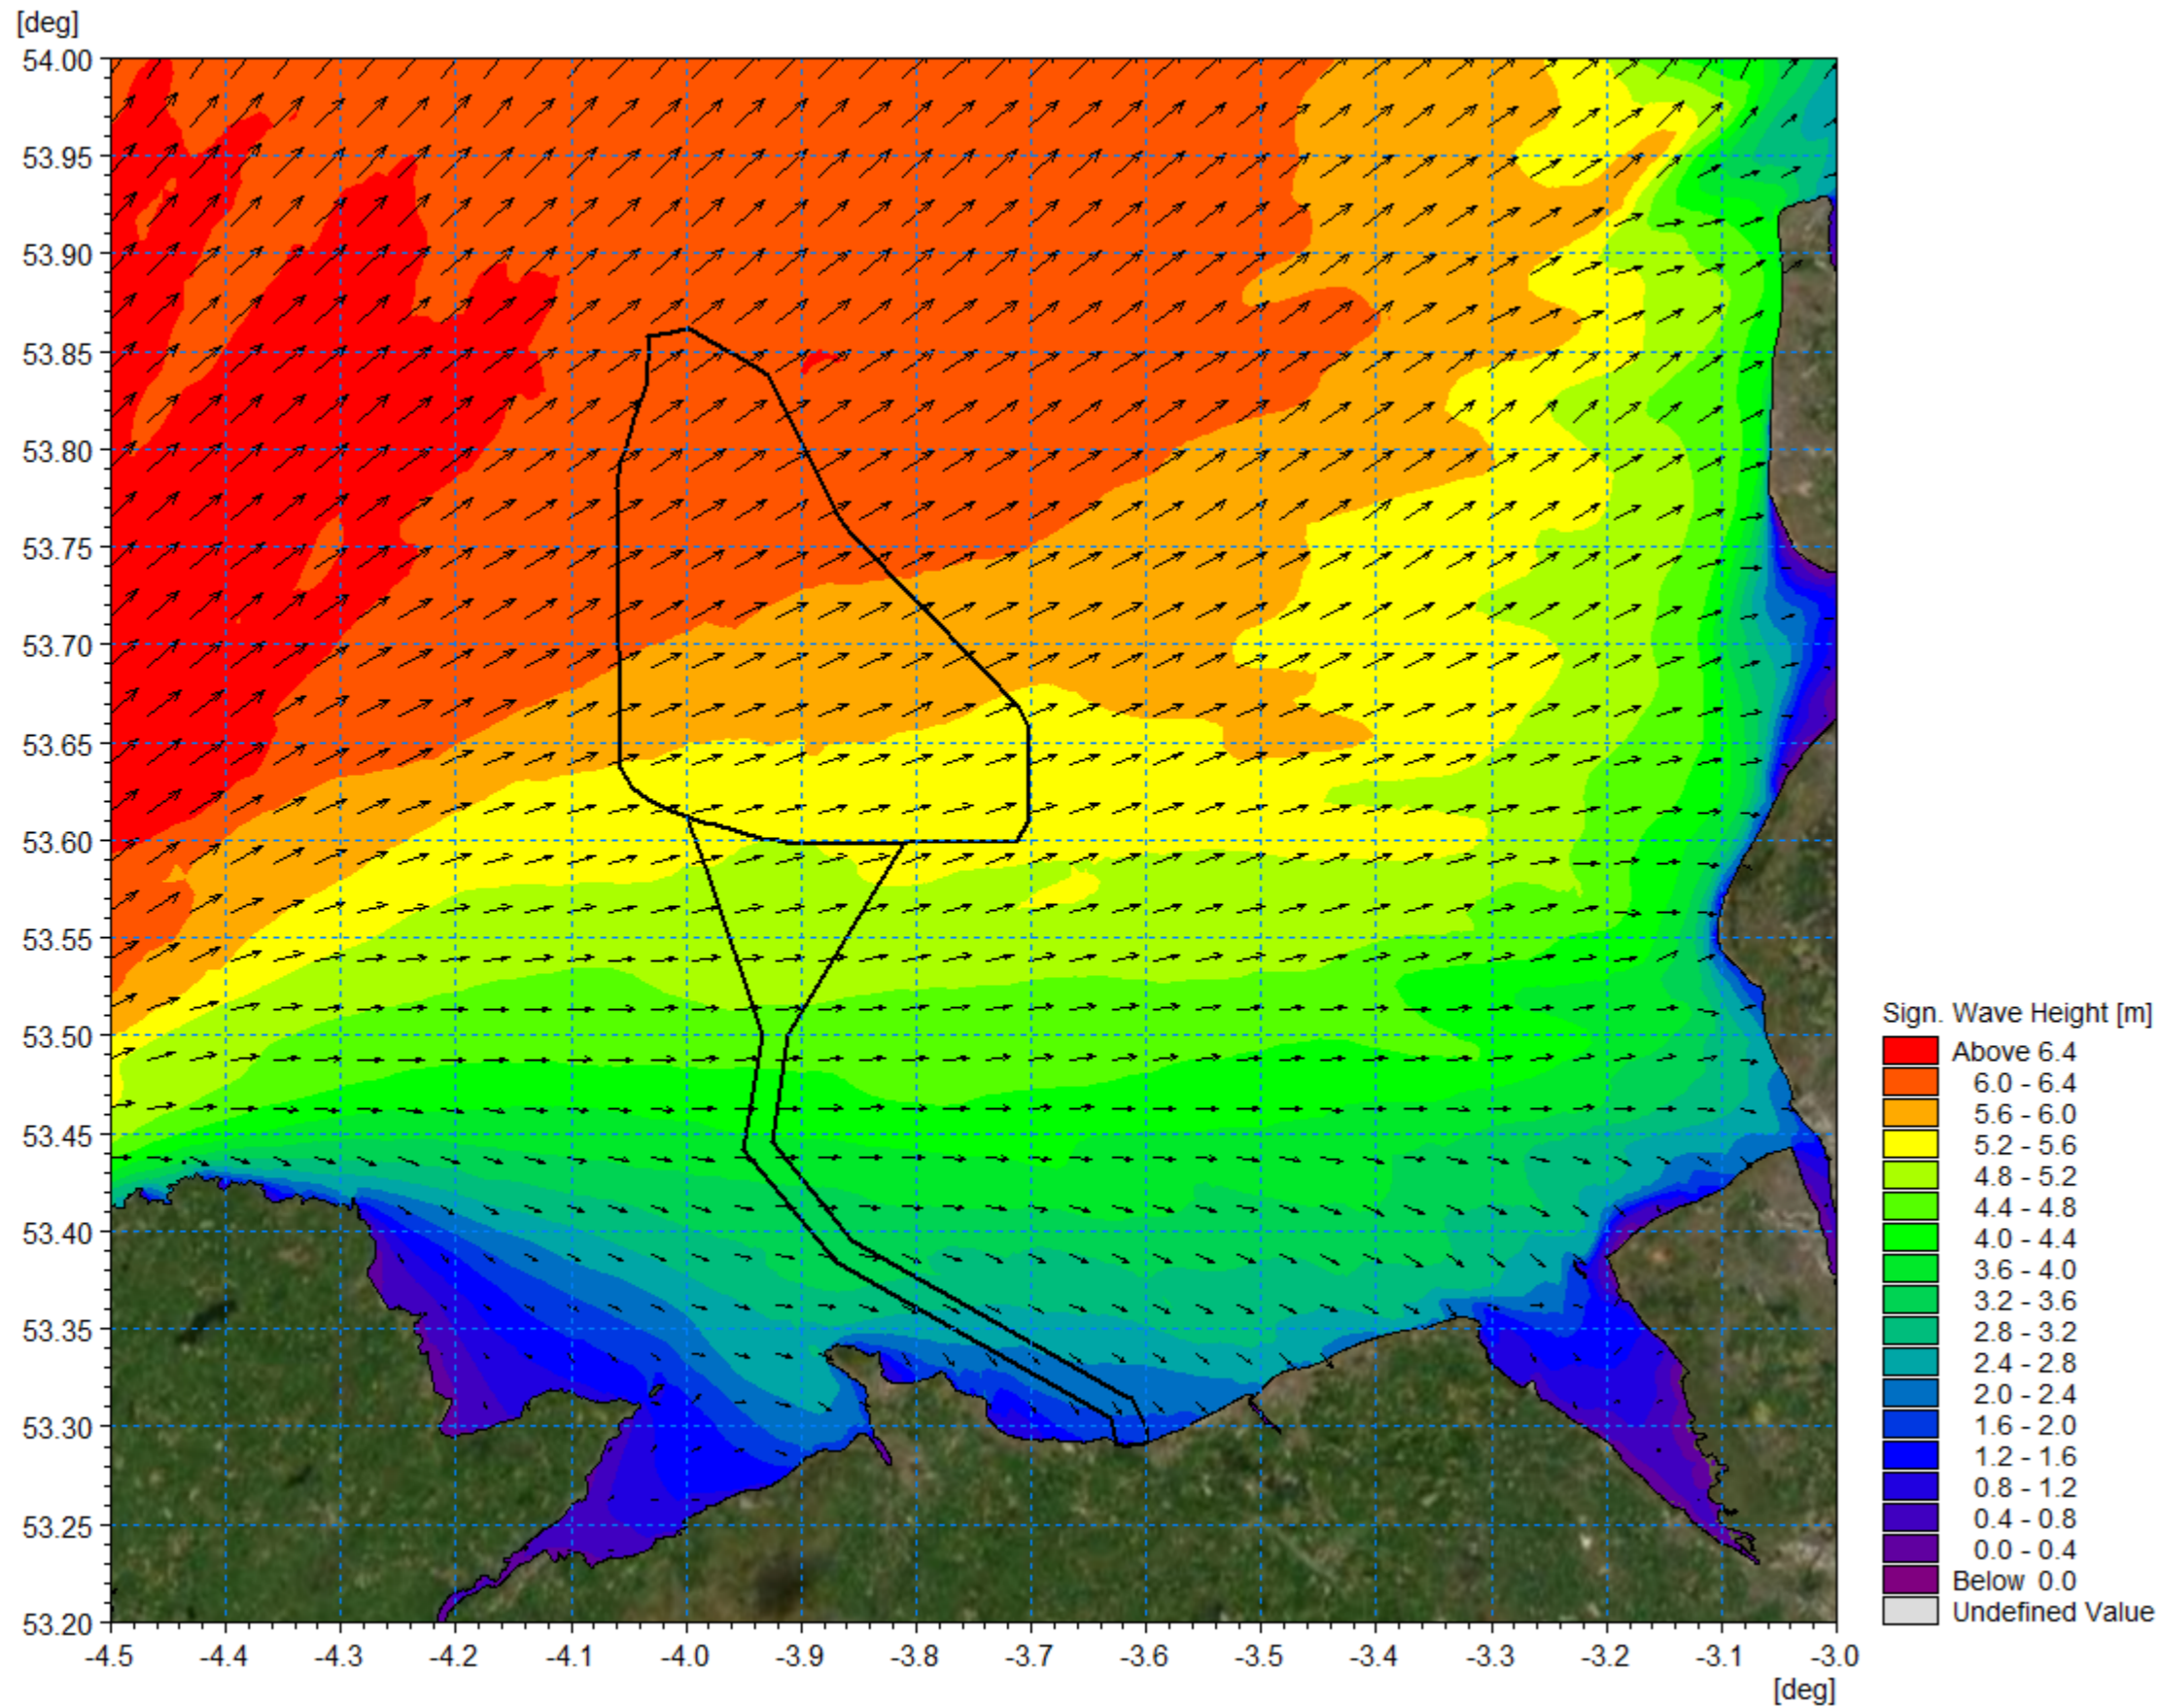 [deg]
54.00
53.95
53.90
53.85
53.80
53.75
53.70
53.65
53.60
53.55
53.50
53.45
53.40
53.35
53.30
53.25
53.20
-4.5 -4.4 -4.3 -4.2 -4.1 -4.0 -3.9 -3.8 -3.7 -3.6 -3.5 -3.4 -3.3 -3.2 -3.1 -3.0
[deg]
Sign. Wave Height [m]
Above 6.4
6.0 - 6.4
5.6 - 6.0
5.2 - 5.6
4.8 - 5.2
4.4 - 4.8
4.0 - 4.4
3.6 - 4.0
3.2 - 3.6
2.8 - 3.2
2.4 - 2.8
2.0 - 2.4
1.6 - 2.0
1.2 - 1.6
0.8 - 1.2
0.4 - 0.8
0.0 - 0.4
Below 0.0
Undefined Value